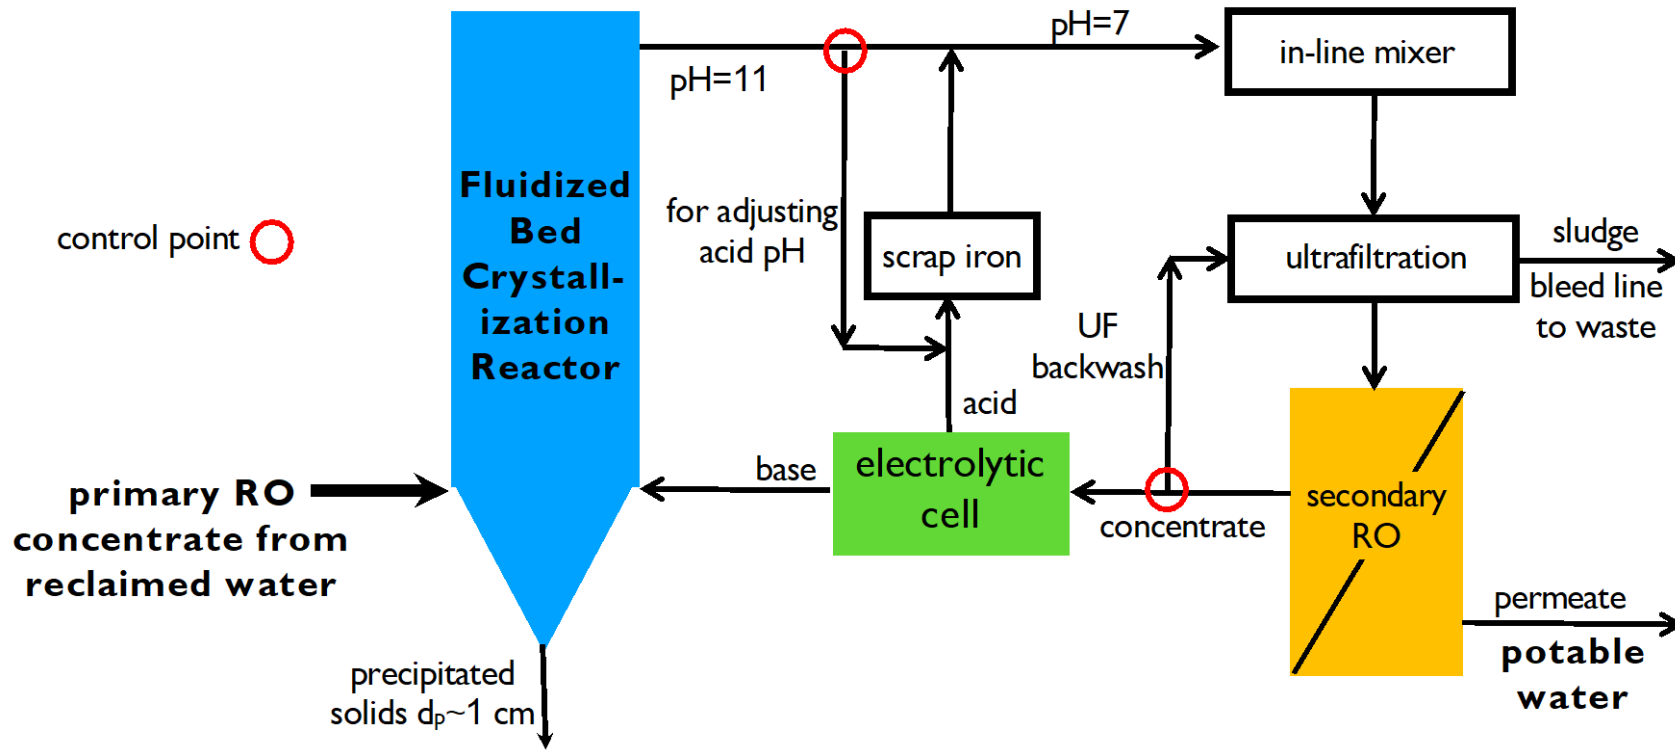 pH=7
in-line mixer
pH=11
Fluidized
Bed
Crystall-
ization
Reactor
for adjusting
acid pH
scrap iron
control point
ultrafiltration
sludge
bleed line
to waste
UF
backwash
acid
base
electrolytic
cell
concentrate
secondary
RO
primary RO
concentrate from
reclaimed water
permeate
potable
water
precipitated
solids dₚ~1 cm